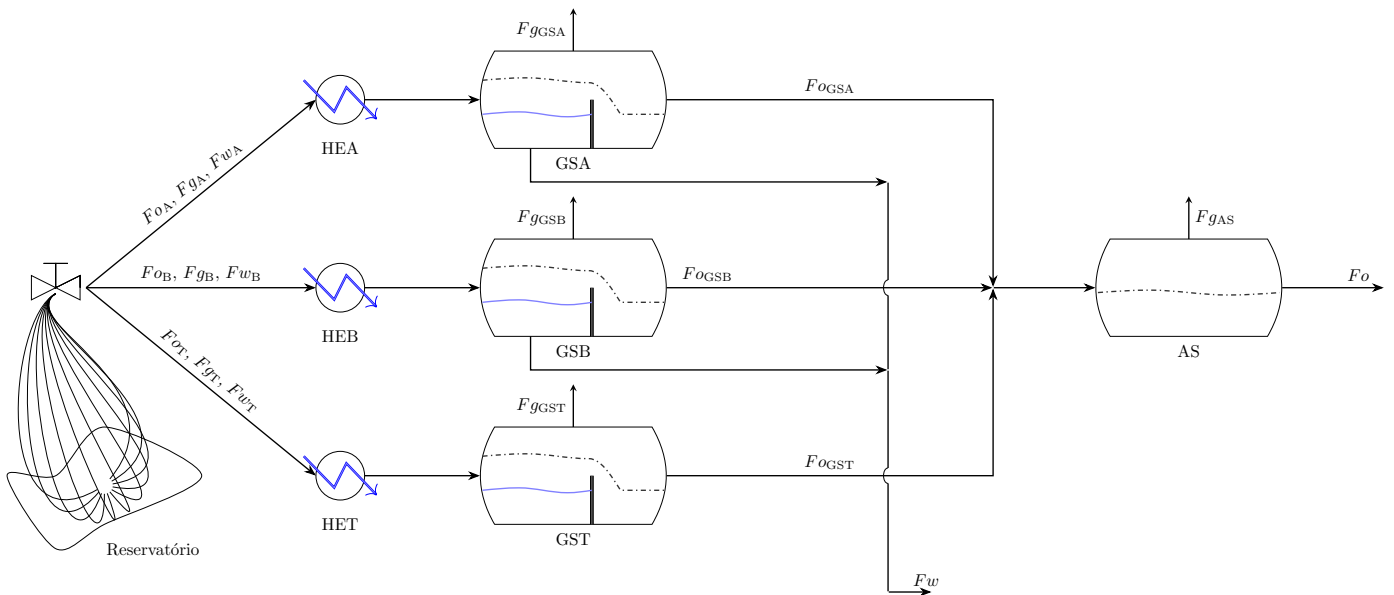 Fg_GSA
Fo_GSA
Fo_A, Fg_A, Fw_A
HEA
GSA
Fg_GSB
Fg_AS
Fo_B, Fg_B, Fw_B
Fo_GSB
Fo
HEB
GSB
AS
Fo_T, Fg_T, Fw_T
Fg_GST
Fo_GST
HET
GST
Reservatório
Fw